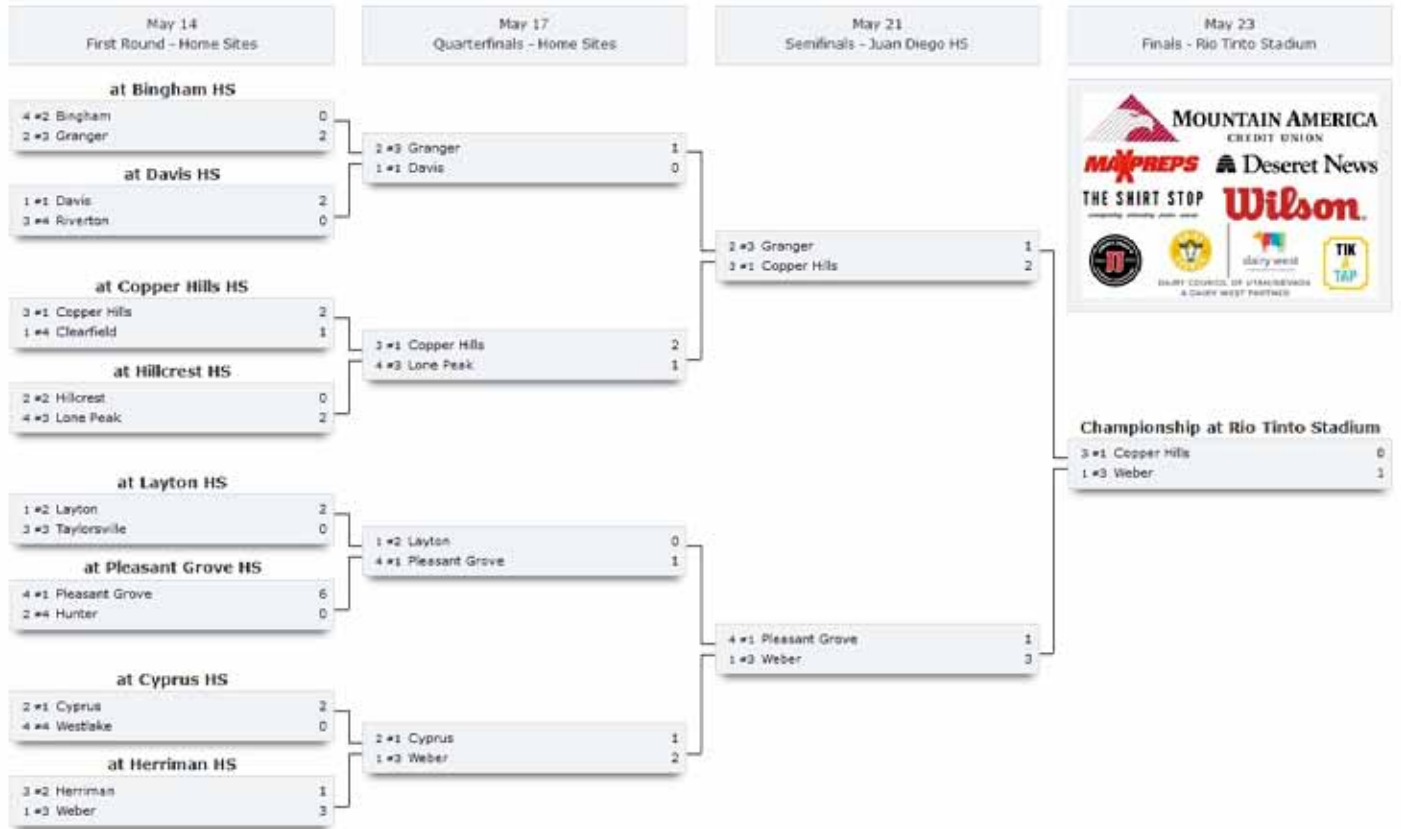 May 14
First Round - Home Sites
May 17
Quarterfinals - Home Sites
May 21
Semifinals - Juan Diego HS
May 23
Finals - Rio Tinto Stadium
at Bingham HS
4 #2 Bingham 0
2 #3 Granger 2
at Davis HS
1 #1 Davis 2
3 #4 Riverton 0
at Copper Hills HS
3 #1 Copper Hills 2
1 #4 Clearfield 1
at Hillcrest HS
2 #2 Hillcrest 0
4 #3 Lone Peak 2
at Layton HS
1 #2 Layton 2
3 #3 Taylorsville 0
at Pleasant Grove HS
4 #1 Pleasant Grove 6
2 #4 Hunter 0
at Cyprus HS
2 #1 Cyprus 2
4 #4 Westlake 0
at Herriman HS
3 #2 Herriman 1
1 #3 Weber 3
2 #3 Granger 1
1 #1 Davis 0
3 #1 Copper Hills 2
4 #3 Lone Peak 1
1 #2 Layton 0
4 #1 Pleasant Grove 1
2 #1 Cyprus 1
1 #3 Weber 2
2 #3 Granger 1
3 #1 Copper Hills 2
4 #1 Pleasant Grove 1
1 #3 Weber 3
MOUNTAIN AMERICA
CREDIT UNION
MAXPREPS Deseret News
THE SHIRT STOP Wilson.
dairy west
TIK
TAP
DAIRY COUNCIL OF UTAH/NEVADA
A DAIRY WEST PARTNER
Championship at Rio Tinto Stadium
3 #1 Copper Hills 0
1 #3 Weber 1